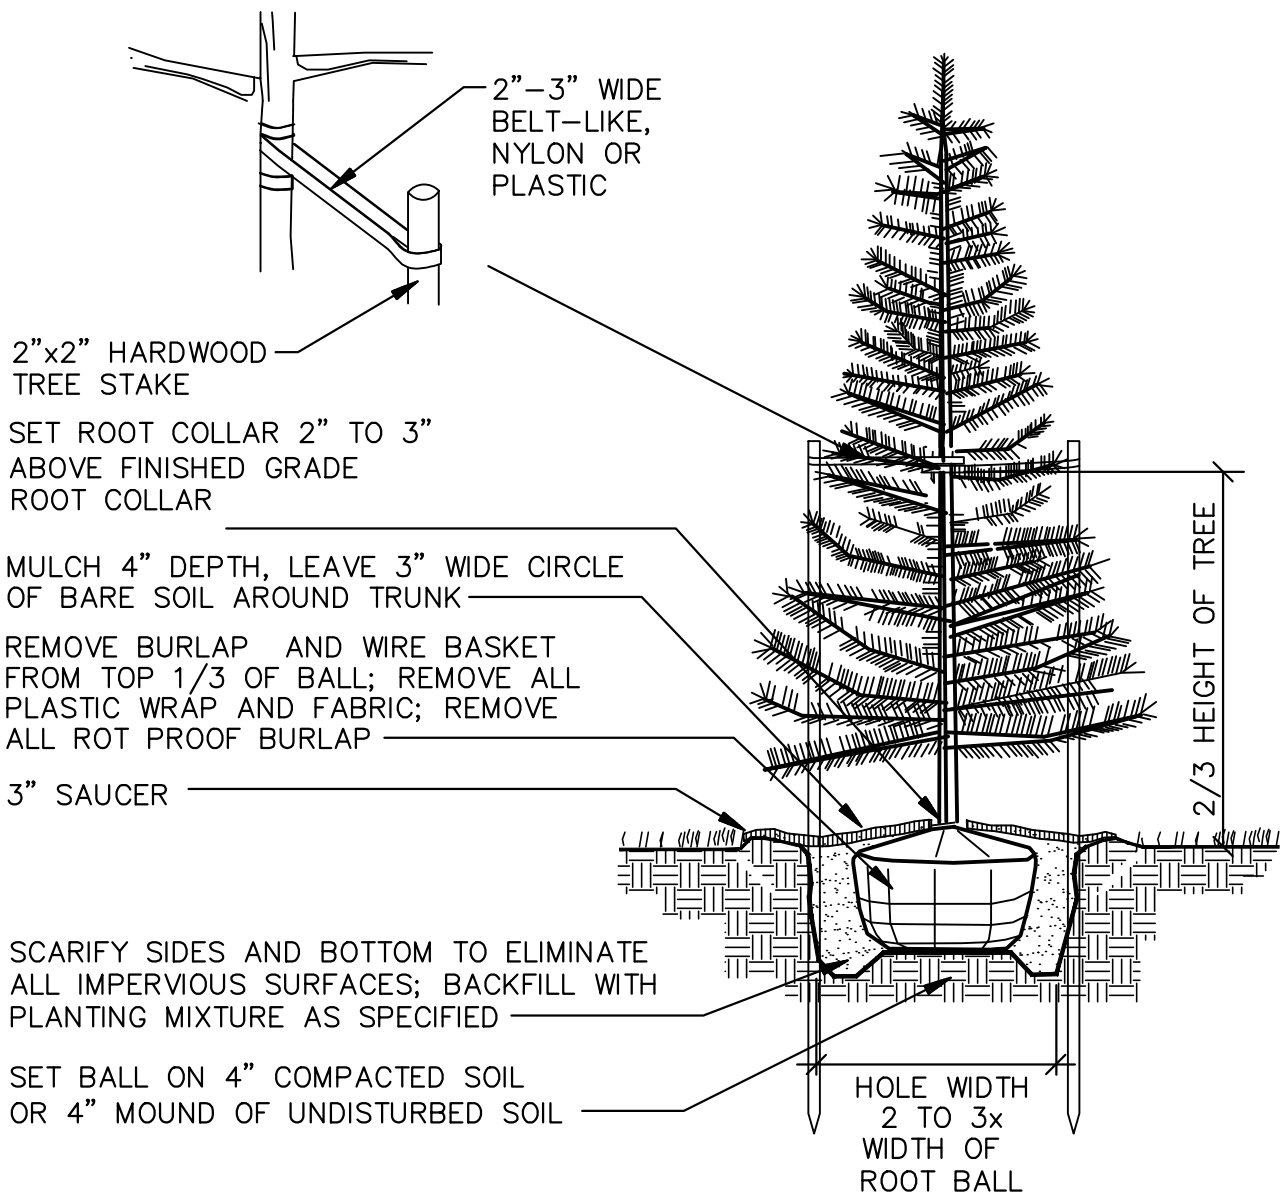 2”–3” WIDE
BELT–LIKE,
NYLON OR
PLASTIC
2”x2” HARDWOOD
TREE STAKE
SET ROOT COLLAR 2” TO 3”
ABOVE FINISHED GRADE
ROOT COLLAR
MULCH 4” DEPTH, LEAVE 3” WIDE CIRCLE
OF BARE SOIL AROUND TRUNK
REMOVE BURLAP AND WIRE BASKET
FROM TOP 1/3 OF BALL; REMOVE ALL
PLASTIC WRAP AND FABRIC; REMOVE
ALL ROT PROOF BURLAP
3” SAUCER
SCARIFY SIDES AND BOTTOM TO ELIMINATE
ALL IMPERVIOUS SURFACES; BACKFILL WITH
PLANTING MIXTURE AS SPECIFIED
SET BALL ON 4” COMPACTED SOIL
OR 4” MOUND OF UNDISTURBED SOIL
2/3 HEIGHT OF TREE
HOLE WIDTH
2 TO 3x
WIDTH OF
ROOT BALL